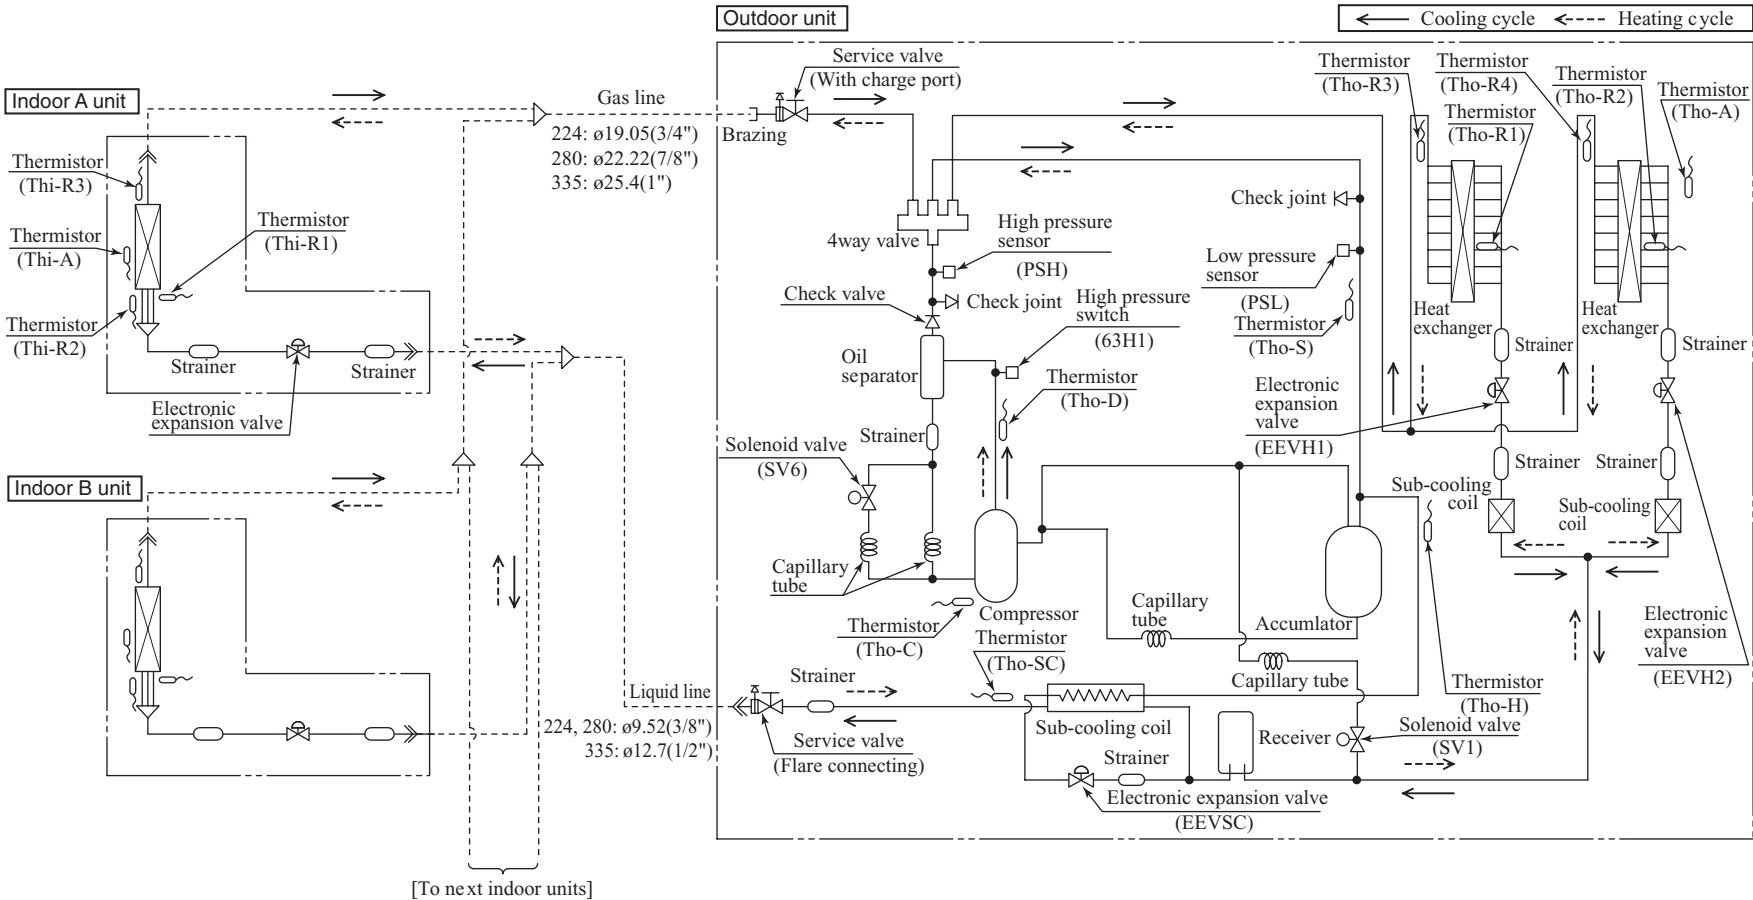 Outdoor unit
Cooling cycle
Heating cycle
Indoor A unit
Thermistor
(Thi-R3)
Thermistor
(Thi-A)
Thermistor
(Thi-R1)
Thermistor
(Thi-R2)
Strainer
Strainer
Electronic
expansion valve
Indoor B unit
[To next indoor units]
Gas line
224: ø19.05(3/4")
280: ø22.22(7/8")
335: ø25.4(1")
Brazing
Service valve
(With charge port)
Liquid line
224, 280: ø9.52(3/8")
335: ø12.7(1/2")
4way valve
High pressure
sensor
(PSH)
Check valve
Check joint
High pressure
switch
(63H1)
Oil
separator
Thermistor
(Tho-D)
Strainer
Solenoid valve
(SV6)
Capillary
tube
Compressor
Thermistor
(Tho-C)
Thermistor
(Tho-SC)
Strainer
Service valve
(Flare connecting)
Sub-cooling coil
Strainer
Electronic expansion valve
(EEVSC)
Receiver
Capillary
tube
Capillary tube
Accumlator
Solenoid valve
(SV1)
Thermistor
(Tho-H)
Check joint
Low pressure
sensor
(PSL)
Thermistor
(Tho-S)
Thermistor
(Tho-R3)
Thermistor
(Tho-R4)
Thermistor
(Tho-R1)
Thermistor
(Tho-R2)
Thermistor
(Tho-A)
Heat
exchanger
Heat
exchanger
Strainer
Strainer
Electronic
expansion
valve
(EEVH1)
Strainer
Strainer
Sub-cooling
coil
Sub-cooling
coil
Electronic
expansion
valve
(EEVH2)